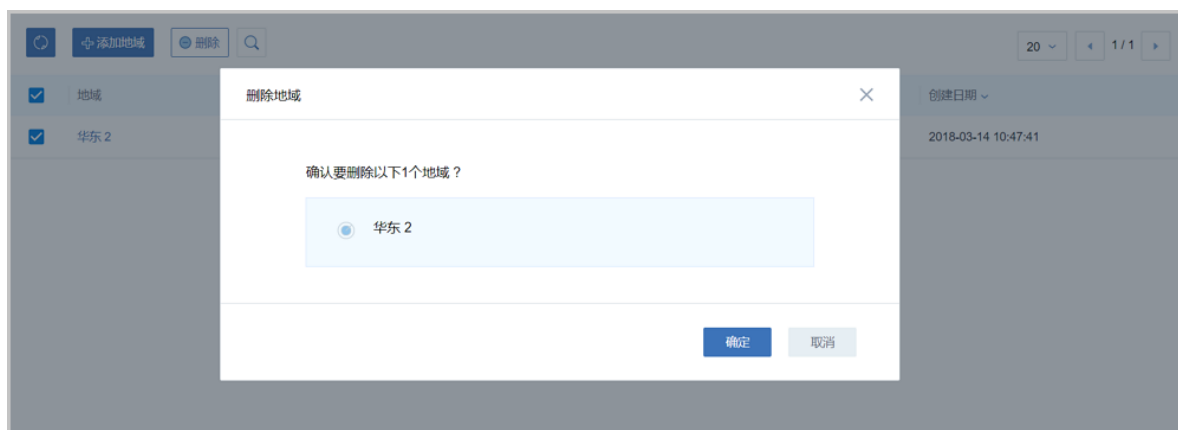 添加地域 删除 20 1 / 1
地域 创建日期
华东 2 2018-03-14 10:47:41
删除地域
确认要删除以下1个地域？
华东 2
确定 取消